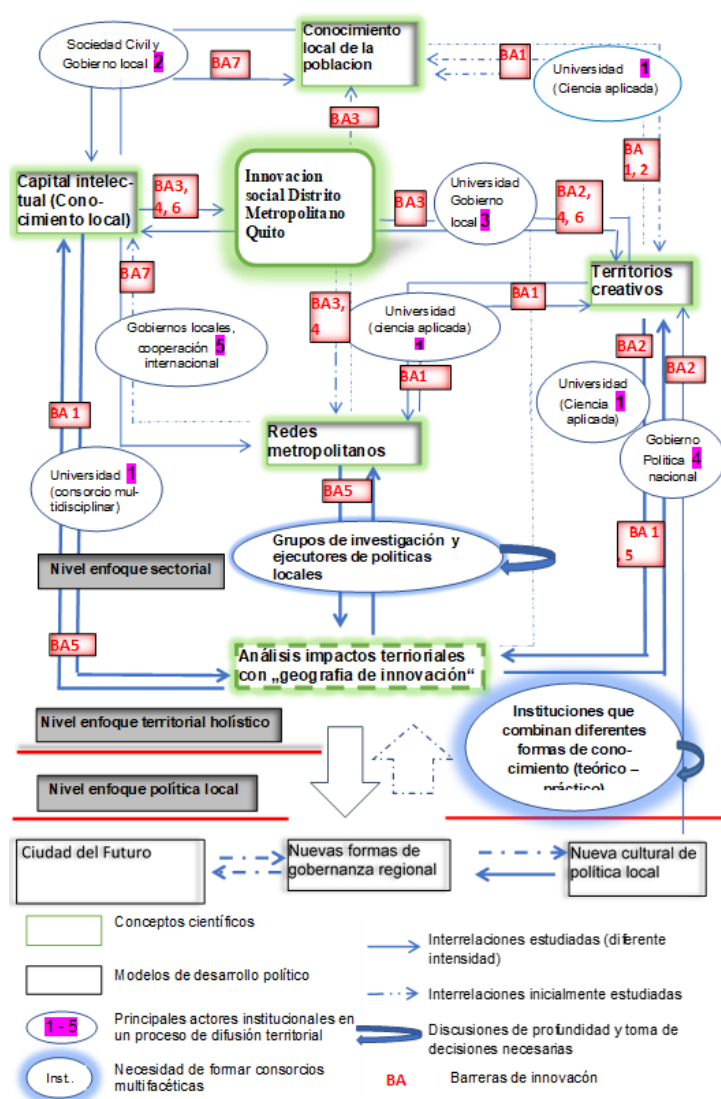 Sociedad Civil y
Gobierno local 2
BA7
Conocimiento
local de la
poblacion
BA1
Universidad 1
(Ciencia aplicada)
BA3
BA
1, 2
Capital intelec-
tual (Cono-
cimiento local)
BA3,
4, 6
Innovacion
social Distrito
Metropolitano
Quito
BA3
Universidad
Gobierno
local 3
BA2,
4, 6
Territorios
creativos
BA7
BA3,
4
Universidad
(ciencia aplicada)
1
BA1
BA1
Gobiernos locales,
cooperación 5
internacional
BA2
BA2
Universidad 1
(Ciencia
aplicada)
BA 1
Redes
metropolitanos
Gobierno
Politica 4
nacional
Universidad 1
(consorcio mul-
tidisciplinar)
BA5
Grupos de investigación y
ejecutores de politicas
locales
BA 1
, 5
Nivel enfoque sectorial
BA5
Análisis impactos terrioriales
con „geografia de innovación“
Nivel enfoque territorial holístico
Instituciones que
combinan diferentes
formas de cono-
cimiento (teórico –
práctico)
Nivel enfoque política local
Ciudad del Futuro
Nuevas formas de
gobernanza regional
Nueva cultural de
política local
Conceptos científicos
Interrelaciones estudiadas (diferente
intensidad)
Modelos de desarrollo político
Interrelaciones inicialmente estudiadas
1 - 5
Principales actores institucionales en
un proceso de difusión territorial
Discusiones de profundidad y toma de
decisiones necesarias
Inst..
Necesidad de formar consorcios
multifacéticas
BA
Barreras de innovacón